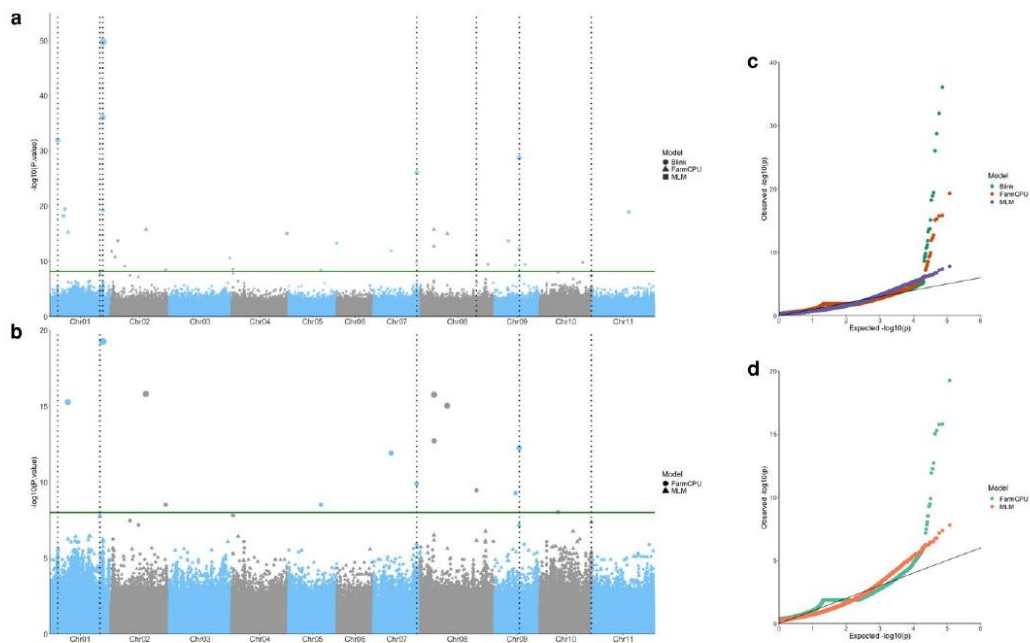 a
50
40
30
20
10
0
-log10(P.value)
Chr01 Chr02 Chr03 Chr04 Chr05 Chr06 Chr07 Chr08 Chr09 Chr10 Chr11
Model
Blink
FarmCPU
MLM
b
20
15
10
5
0
-log10(P.value)
Chr01 Chr02 Chr03 Chr04 Chr05 Chr06 Chr07 Chr08 Chr09 Chr10 Chr11
Model
FarmCPU
MLM
c
40
30
20
10
0
Observed -log10(p)
0 1 2 3 4 5 6
Expected -log10(p)
Model
Blink
FarmCPU
MLM
d
20
15
10
5
0
Observed -log10(p)
0 1 2 3 4 5 6
Expected -log10(p)
Model
FarmCPU
MLM